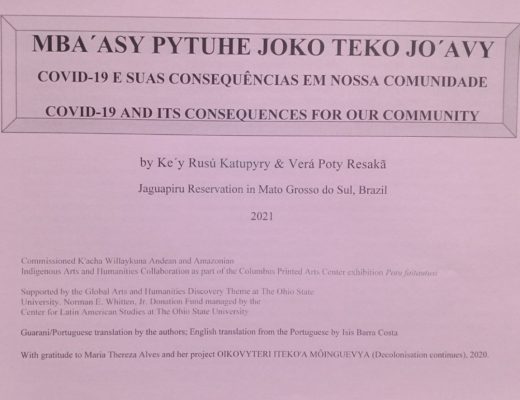 MBA´ASY PYTUHE JOKO TEKO JO´AVY
COVID-19 E SUAS CONSEQUÊNCIAS EM NOSSA COMUNIDADE
COVID-19 AND ITS CONSEQUENCES FOR OUR COMMUNITY
by Ke´y Rusú Katupyry & Verá Poty Resakã
Jaguapiru Reservation in Mato Grosso do Sul, Brazil
2021
Commissioned K'acha Willaykuna Andean and Amazonian
Indigenous Arts and Humanities Collaboration as part of the Columbus Printed Arts Center exhibition
Supported by the Global Arts and Humanities Discovery Theme at The Ohio State
University. Norman E. Whitten, Jr. Donation Fund managed by the
Center for Latin American Studies at The Ohio State University
Guarani/Portuguese translation by the authors; English translation from the Portuguese by Isis Barra Costa
With gratitude to Maria Thereza Alves and her project OIKOVYTERI ITEKO'A MÔINGUEVYA (Decolonisation continues), 2020.